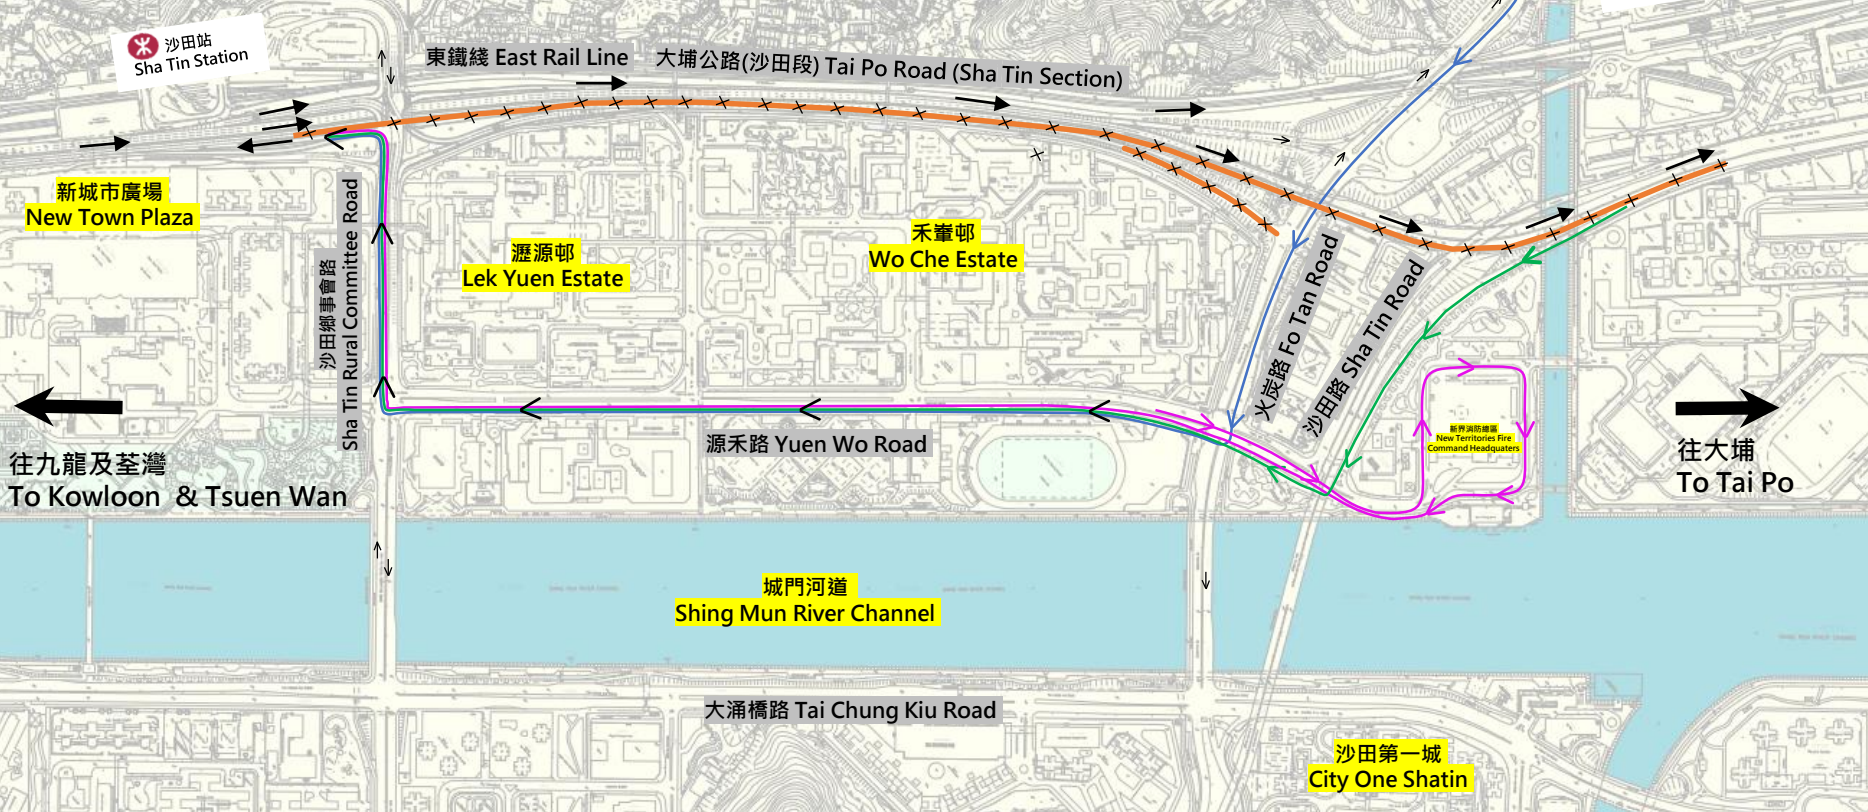 沙田站
Sha Tin Station
東鐵綫 East Rail Line
大埔公路(沙田段) Tai Po Road (Sha Tin Section)
新城市廣場
New Town Plaza
沙田鄉事會路
Sha Tin Rural Committee Road
瀝源邨
Lek Yuen Estate
禾輋邨
Wo Che Estate
火炭路 Fo Tan Road
沙田路 Sha Tin Road
新界消防總區
New Territories Fire
Command Headquaters
源禾路 Yuen Wo Road
往九龍及荃灣
To Kowloon & Tsuen Wan
往大埔
To Tai Po
城門河道
Shing Mun River Channel
大涌橋路 Tai Chung Kiu Road
沙田第一城
City One Shatin